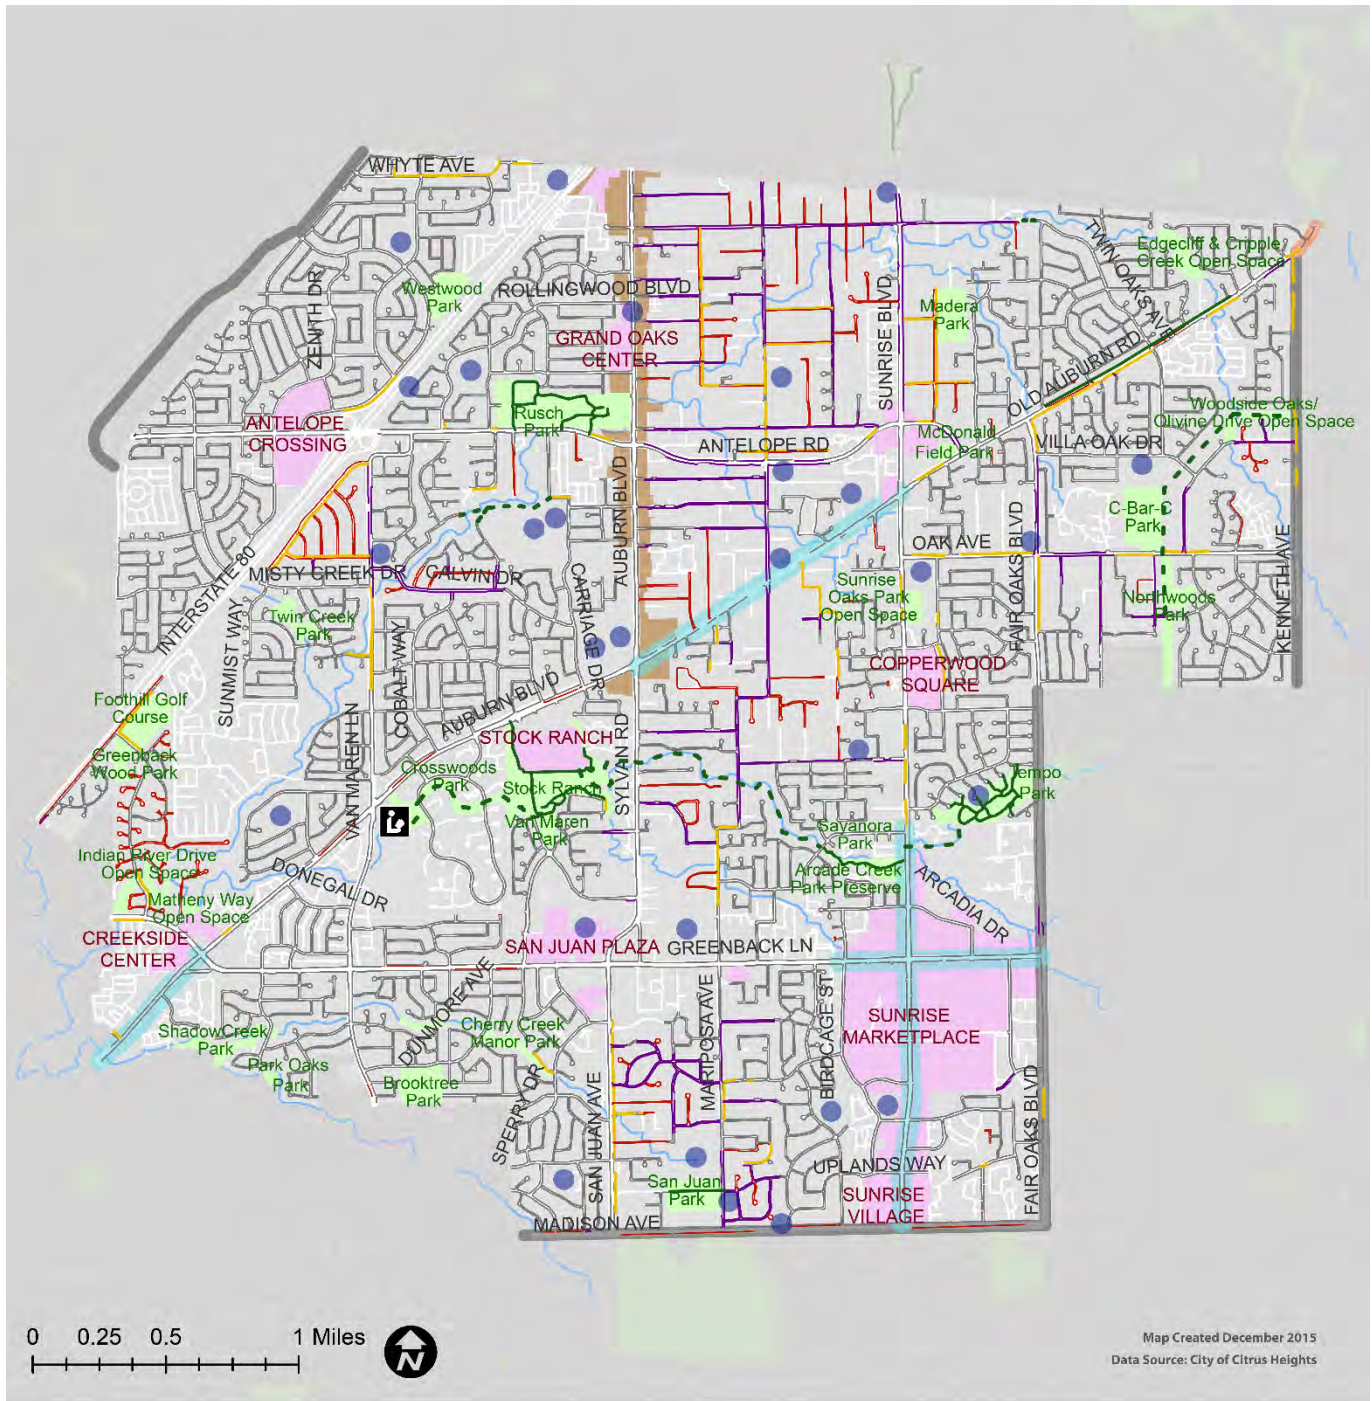 WHYTE AVE
TWIN OAKS AVE
Edgecliff & Cripple
Creek Open Space
ZENITH DR
Westwood
Park
ROLLINGWOOD BLVD
SUNRISE BLVD
Madera
Park
GRAND OAKS
CENTER
OLD AUBURN RD
Rusch
Park
ANTELOPE
CROSSING
ANTELOPE RD
McDonald
Field Park
VILLA OAK DR
Woodside Oaks/
Olivine Drive Open Space
AUBURN BLVD
C-Bar-C
Park
FAIR OAKS BLVD
OAK AVE
INTERSTATE 80
MISTY CREEK DR
CALVIN DR
CARRIAGE DR
Sunrise
Oaks Park
Open Space
Northwoods
Park
KENNETH AVE
Twin Creek
Park
SUNMIST WAY
COBALT WAY
COPPERWOOD
SQUARE
Foothill Golf
Course
AUBURN BLVD
STOCK RANCH
SYLVAN RD
VAN MAREN LN
Greenback
Wood Park
Crosswoods
Park
Stock Ranch
Tempo
Park
Van Maren
Park
Sayanora
Park
Indian River Drive
Open Space
DONEGAL DR
Arcade Creek
Park Preserve
ARCADIA DR
Matheny Way
Open Space
CREEKSIDE
CENTER
SAN JUAN PLAZA
GREENBACK LN
DUNMORE AVE
MARIPOSA AVE
BIRDCAGE ST
SUNRISE
MARKETPLACE
ShadowCreek
Park
Cherry Creek
Manor Park
Park Oaks
Park
Brooktree
Park
SPERRY DR
SAN JUAN AVE
FAIR OAKS BLVD
UPLANDS WAY
San Juan
Park
SUNRISE
VILLAGE
MADISON AVE
0 0.25 0.5 1 Miles
N
Map Created December 2015
Data Source: City of Citrus Heights